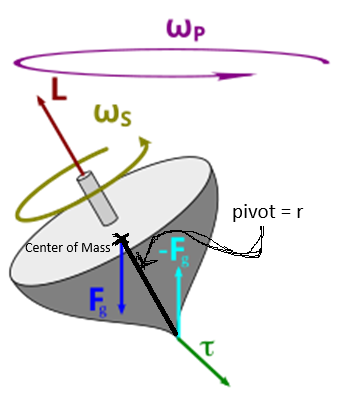 ωP
L
ωS
pivot = r
Center of Mass
-Fg
Fg
τ